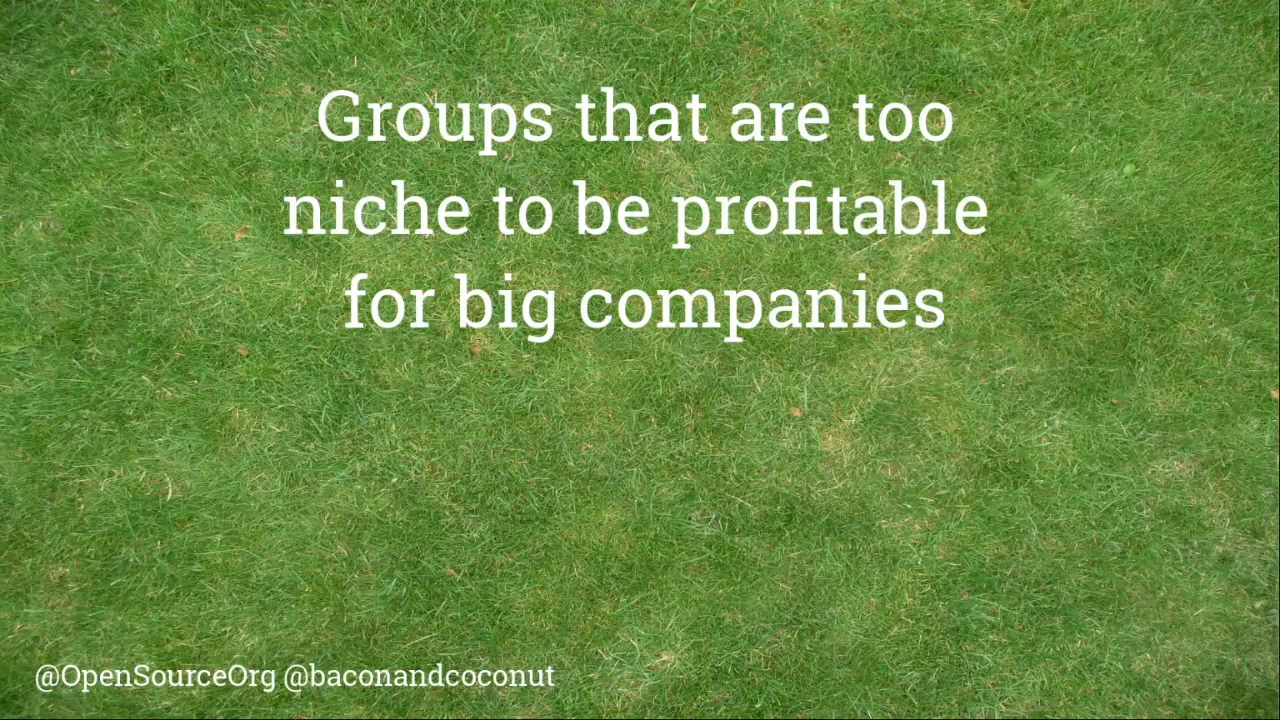 Groups that are too
niche to be profitable
for big companies
@OpenSourceOrg @baconandcoconut